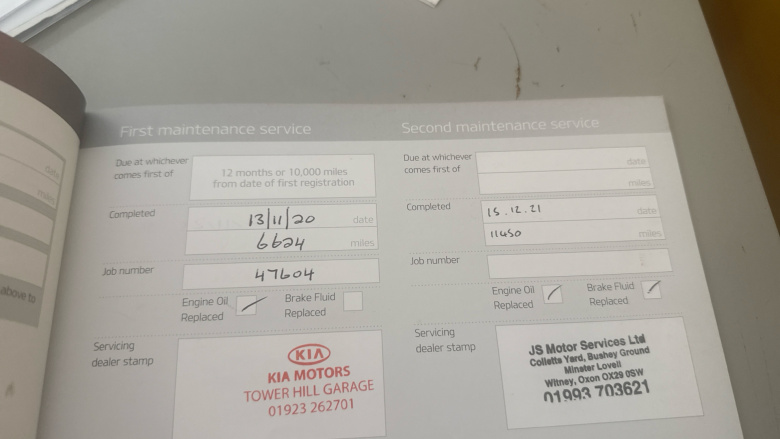 First maintenance service
Due at whichever
comes first of
12 months or 10,000 miles
from date of first registration
Completed
13/11/20 date
6624 miles
Job number
47604
Engine Oil
Replaced
Brake Fluid
Replaced
Servicing
dealer stamp
KIA
KIA MOTORS
TOWER HILL GARAGE
01923 262701
Second maintenance service
Due at whichever
comes first of
date
miles
Completed
15.12.21 date
11450 miles
Job number
Engine Oil
Replaced
Brake Fluid
Replaced
Servicing
dealer stamp
JS Motor Services Ltd
Colletts Yard, Bushey Ground
Minster Lovell
Witney, Oxon OX29 0SW
01993 703621
date
miles
above to